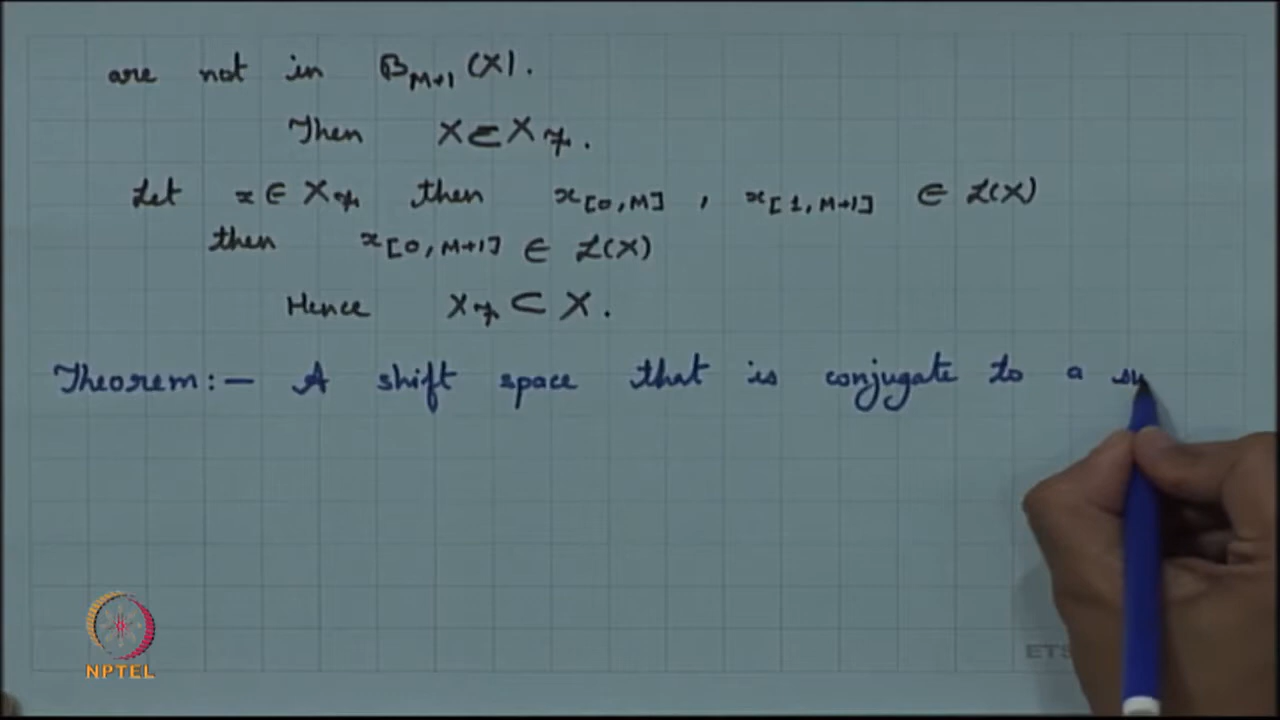 are not in B_{M+1}(X).
Then X ⊂ X_F.
Let x ∈ X_F then x_{[0,M]}, x_{[1,M+1]} ∈ L(X)
then x_{[0,M+1]} ∈ L(X)
Hence X_F ⊂ X.
Theorem:— A shift space that is conjugate to a
NPTEL